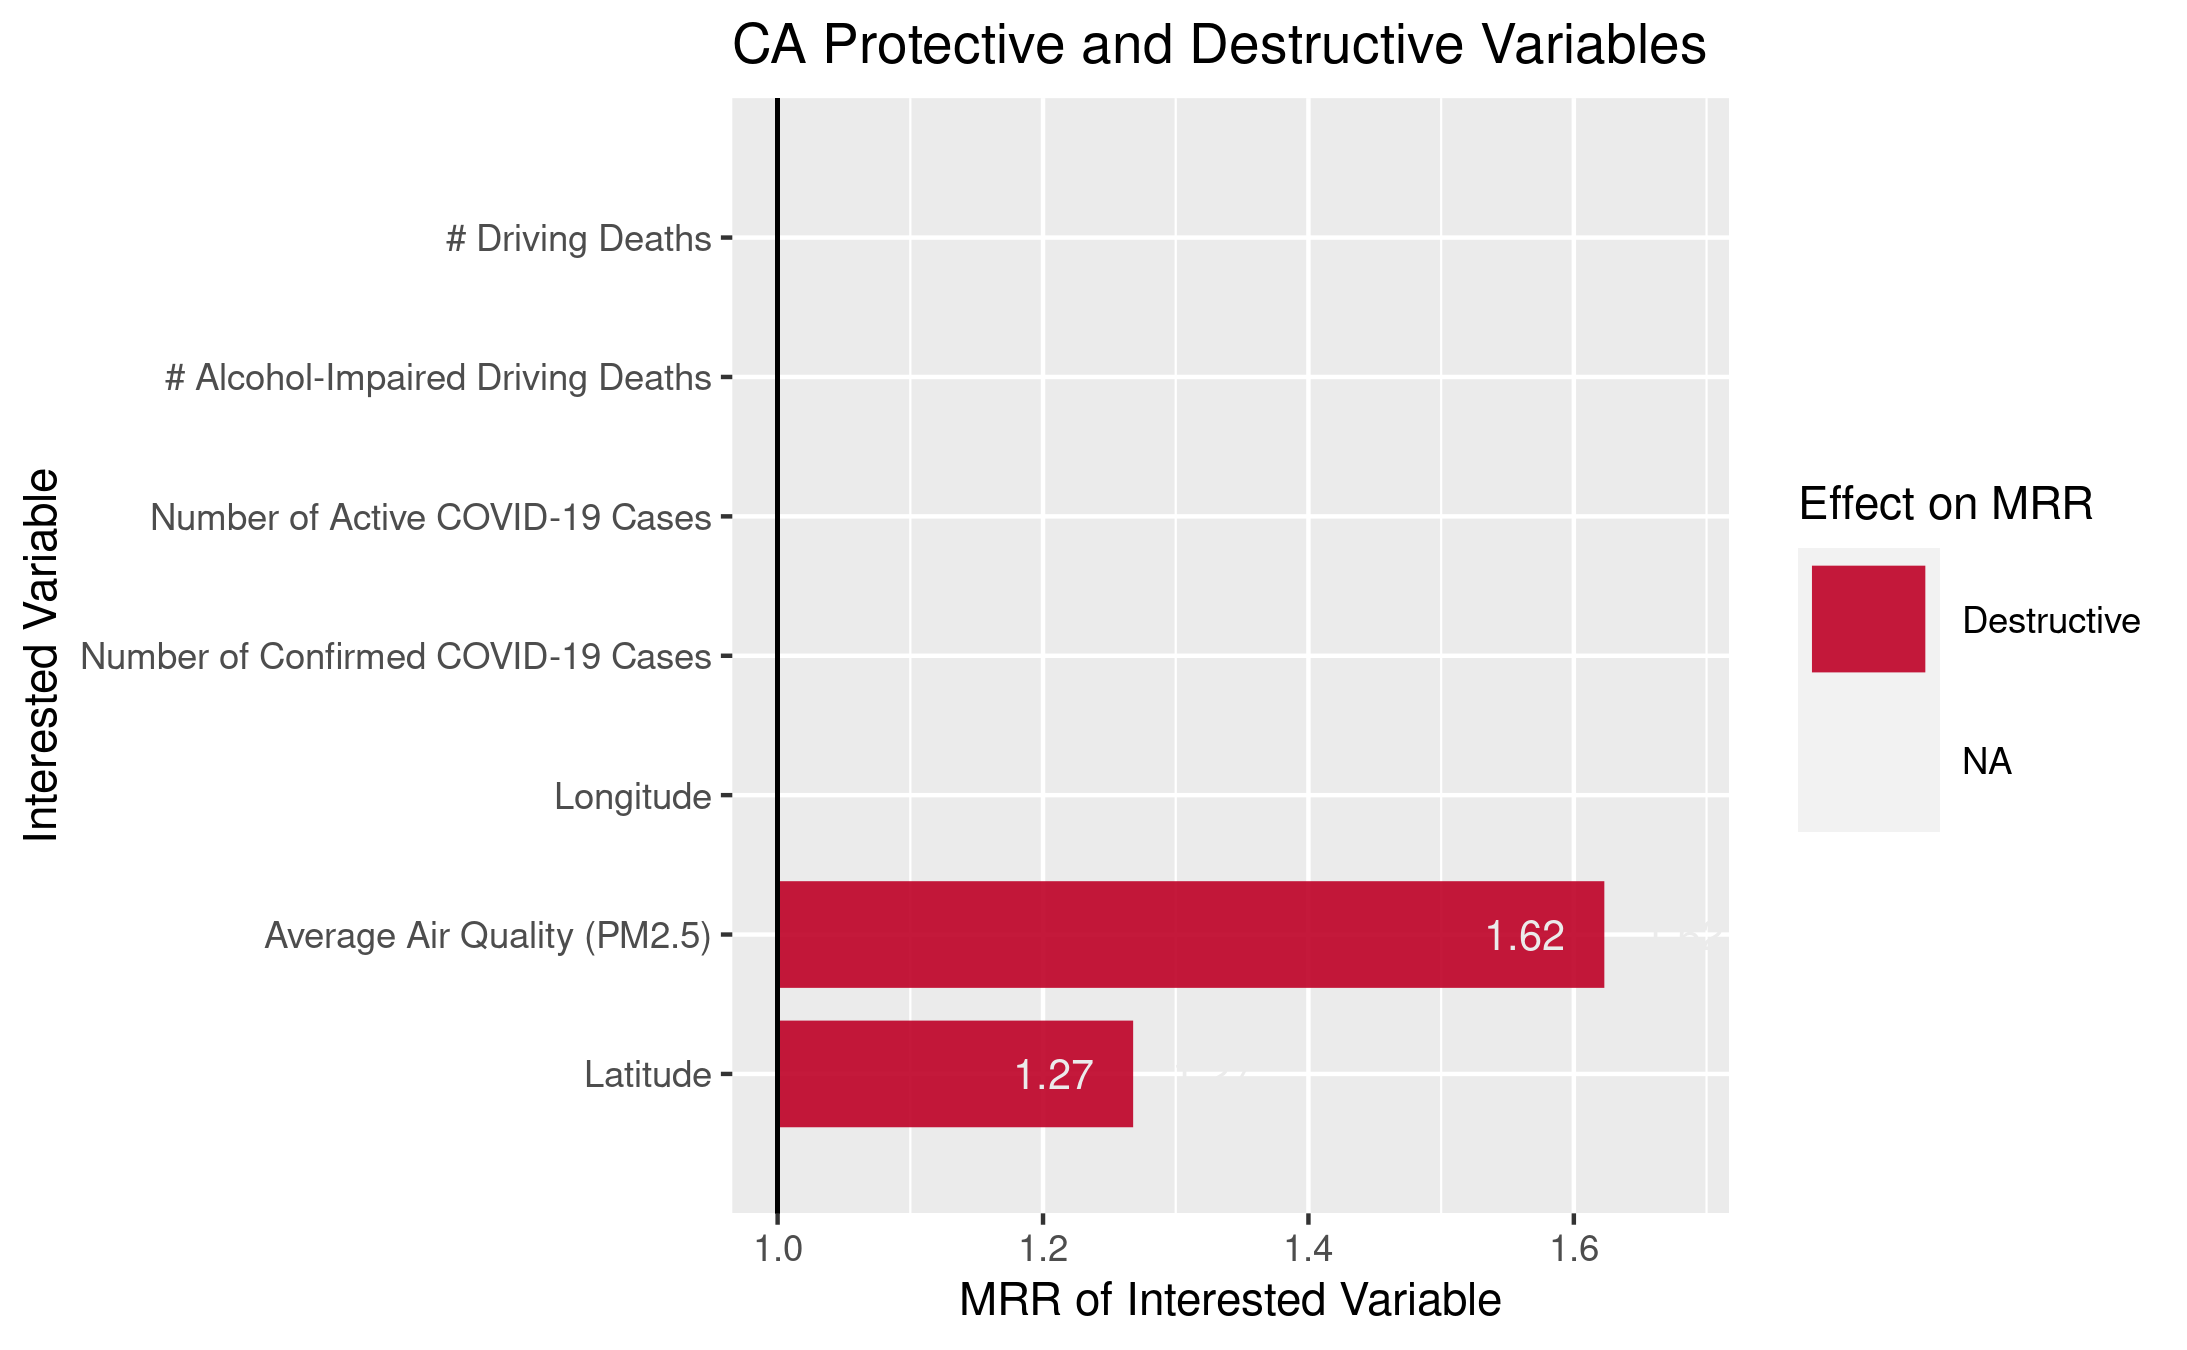 CA Protective and Destructive Variables
Interested Variable
# Driving Deaths
# Alcohol-Impaired Driving Deaths
Number of Active COVID-19 Cases
Number of Confirmed COVID-19 Cases
Longitude
Average Air Quality (PM2.5)
1.62
Latitude
1.27
1.0 1.2 1.4 1.6
MRR of Interested Variable
Effect on MRR
Destructive
NA